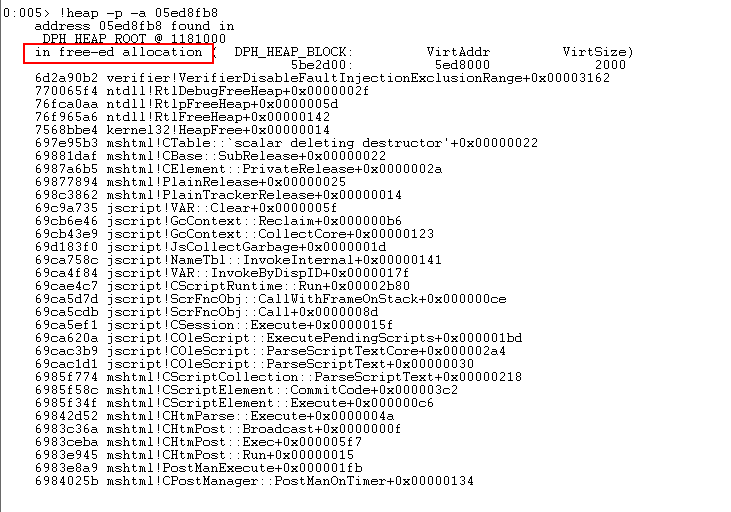 0:005> !heap -p -a 05ed8fb8
address 05ed8fb8 found in
_DPH_HEAP_ROOT @ 1181000
in free-ed allocation ( DPH_HEAP_BLOCK: VirtAddr VirtSize)
5be2d00: 5ed8000 2000
6d2a90b2 verifier!VerifierDisableFaultInjectionExclusionRange+0x00003162
770065f4 ntdll!RtlDebugFreeHeap+0x0000002f
76fca0aa ntdll!RtlpFreeHeap+0x0000005d
76f965a6 ntdll!RtlFreeHeap+0x00000142
7568bbe4 kernel32!HeapFree+0x00000014
697e95b3 mshtml!CTable::`scalar deleting destructor'+0x00000022
69881daf mshtml!CBase::SubRelease+0x00000022
6987a6b5 mshtml!CElement::PrivateRelease+0x0000002a
69877894 mshtml!PlainRelease+0x00000025
698c3862 mshtml!PlainTrackerRelease+0x00000014
69c9a735 jscript!VAR::Clear+0x0000005f
69cb6e46 jscript!GcContext::Reclaim+0x000000b6
69cb43e9 jscript!GcContext::CollectCore+0x00000123
69d183f0 jscript!JsCollectGarbage+0x0000001d
69ca758c jscript!NameTbl::InvokeInternal+0x00000141
69ca4f84 jscript!VAR::InvokeByDispID+0x0000017f
69cae4c7 jscript!CScriptRuntime::Run+0x00002b80
69ca5d7d jscript!ScrFncObj::CallWithFrameOnStack+0x000000ce
69ca5cdb jscript!ScrFncObj::Call+0x0000008d
69ca5ef1 jscript!CSession::Execute+0x0000015f
69ca620a jscript!COleScript::ExecutePendingScripts+0x000001bd
69cac3b9 jscript!COleScript::ParseScriptTextCore+0x000002a4
69cac1d1 jscript!COleScript::ParseScriptText+0x00000030
6985f774 mshtml!CScriptCollection::ParseScriptText+0x00000218
6985f58c mshtml!CScriptElement::CommitCode+0x000003c2
6985f34f mshtml!CScriptElement::Execute+0x000000c6
69842d52 mshtml!CHtmParse::Execute+0x0000004a
6983c36a mshtml!CHtmPost::Broadcast+0x0000000f
6983ceba mshtml!CHtmPost::Exec+0x000005f7
6983e945 mshtml!CHtmPost::Run+0x00000015
6983e8a9 mshtml!PostManExecute+0x000001fb
6984025b mshtml!CPostManager::PostManOnTimer+0x00000134